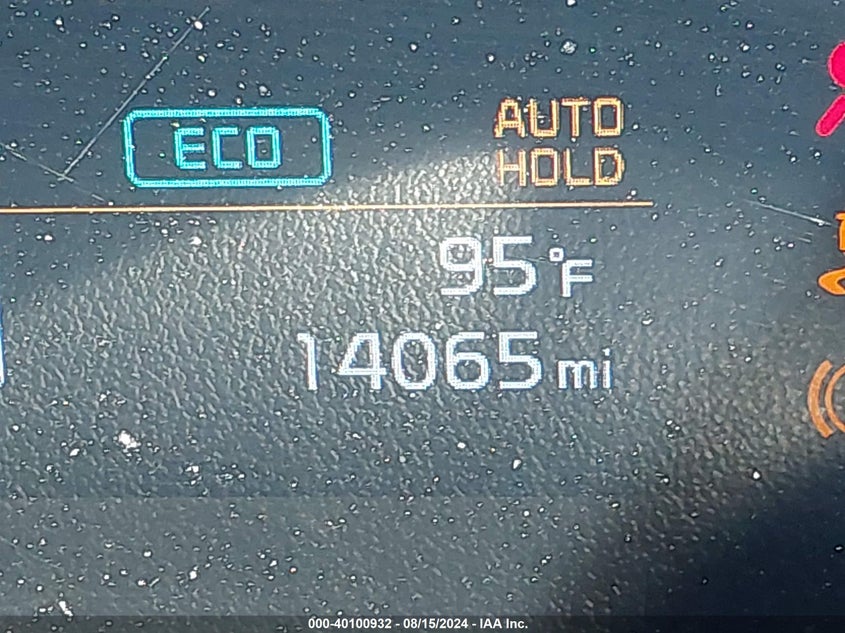 ECO
AUTO
HOLD
95°F
14065 mi
000-40100932 - 08/15/2024 - IAA Inc.